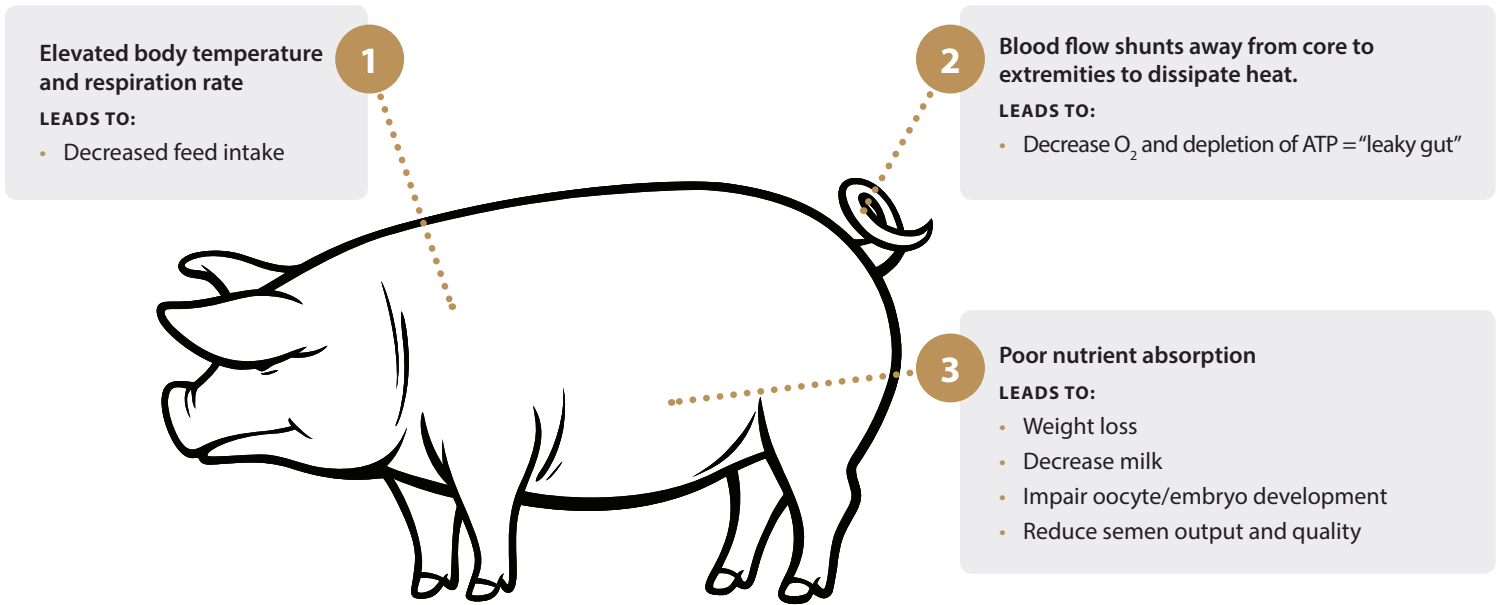 1
Elevated body temperature
and respiration rate
LEADS TO:
• Decreased feed intake
2
Blood flow shunts away from core to
extremities to dissipate heat.
LEADS TO:
• Decrease O₂ and depletion of ATP = “leaky gut”
3
Poor nutrient absorption
LEADS TO:
• Weight loss
• Decrease milk
• Impair oocyte/embryo development
• Reduce semen output and quality